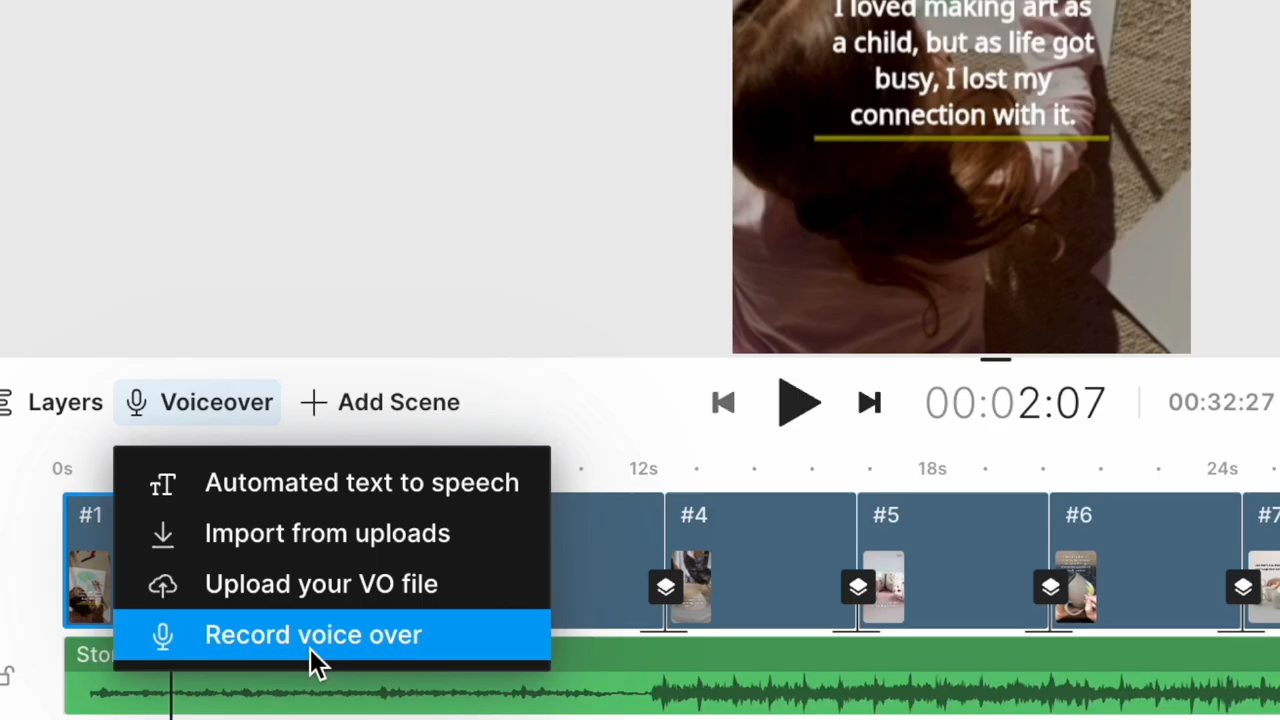 I loved making art as
a child, but as life got
busy, I lost my
connection with it.
Layers
Voiceover
Add Scene
00:02:07
00:32:27
0s
12s
18s
24s
Automated text to speech
Import from uploads
Upload your VO file
Record voice over
#1
#4
#5
#6
#7